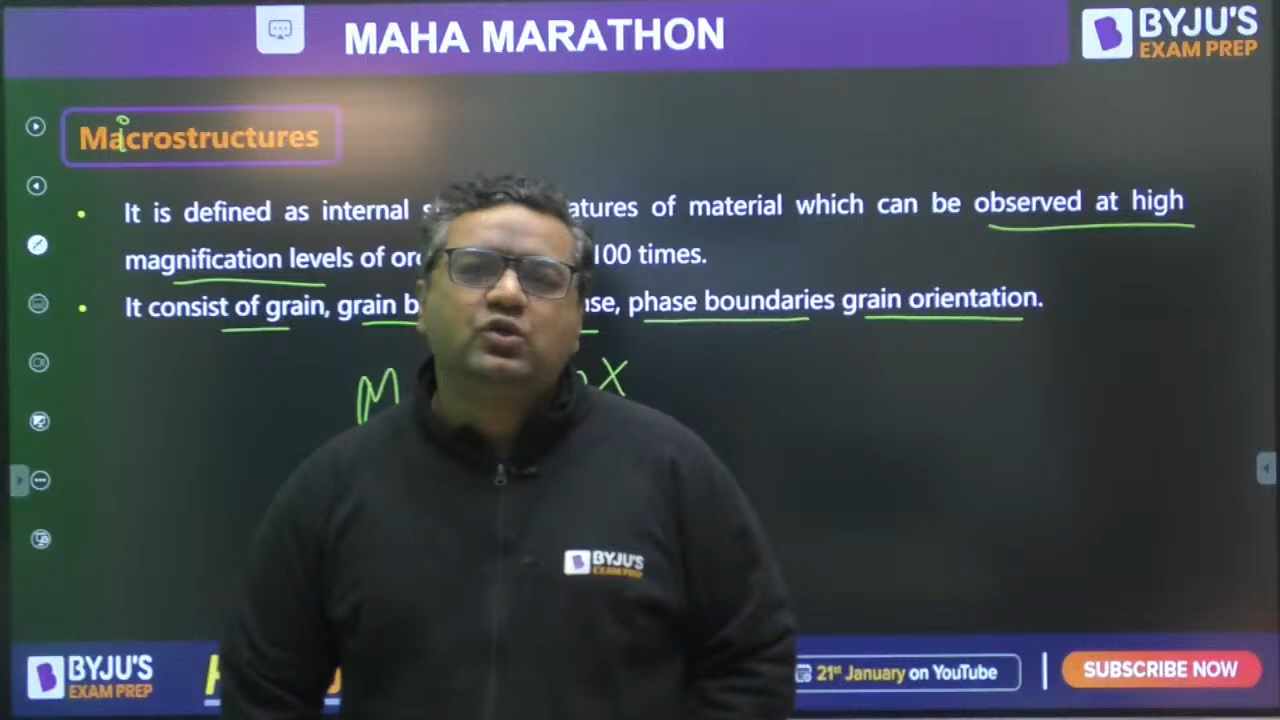 MAHA MARATHON
BYJU'S
EXAM PREP
Macrostructures
i
It is defined as internal atures of material which can be observed at high
magnification levels of 100 times.
It consist of grain, grain phase, phase boundaries grain orientation.
M X
BYJU'S
EXAM PREP
BYJU'S
EXAM PREP
21st January on YouTube
SUBSCRIBE NOW